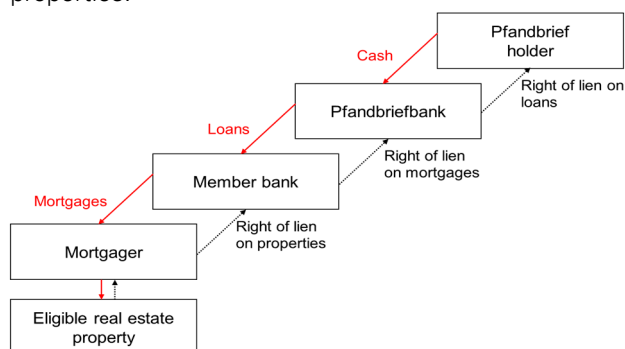 properties.
Pfandbrief
holder
Cash
Right of lien on
loans
Pfandbriefbank
Loans
Right of lien
on mortgages
Member bank
Mortgages
Right of lien
on properties
Mortgager
Eligible real estate
property